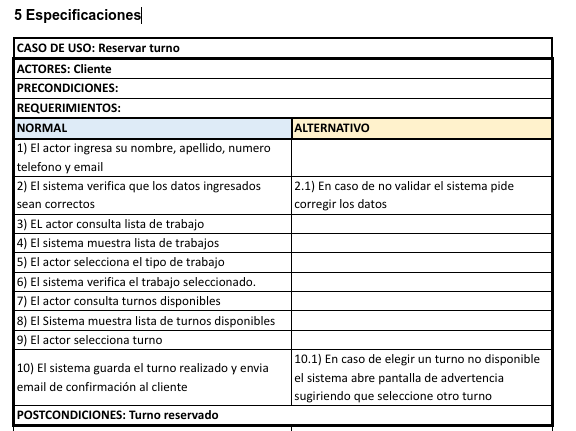 5 Especificaciones
CASO DE USO: Reservar turno
ACTORES: Cliente
PRECONDICIONES:
REQUERIMIENTOS:
NORMAL
ALTERNATIVO
1) El actor ingresa su nombre, apellido, numero
telefono y email
2) El sistema verifica que los datos ingresados
sean correctos
2.1) En caso de no validar el sistema pide
corregir los datos
3) EL actor consulta lista de trabajo
4) El sistema muestra lista de trabajos
5) El actor selecciona el tipo de trabajo
6) El sistema verifica el trabajo seleccionado.
7) El actor consulta turnos disponibles
8) El Sistema muestra lista de turnos disponibles
9) El actor selecciona turno
10) El sistema guarda el turno realizado y envia
email de confirmación al cliente
10.1) En caso de elegir un turno no disponible
el sistema abre pantalla de advertencia
sugiriendo que seleccione otro turno
POSTCONDICIONES: Turno reservado